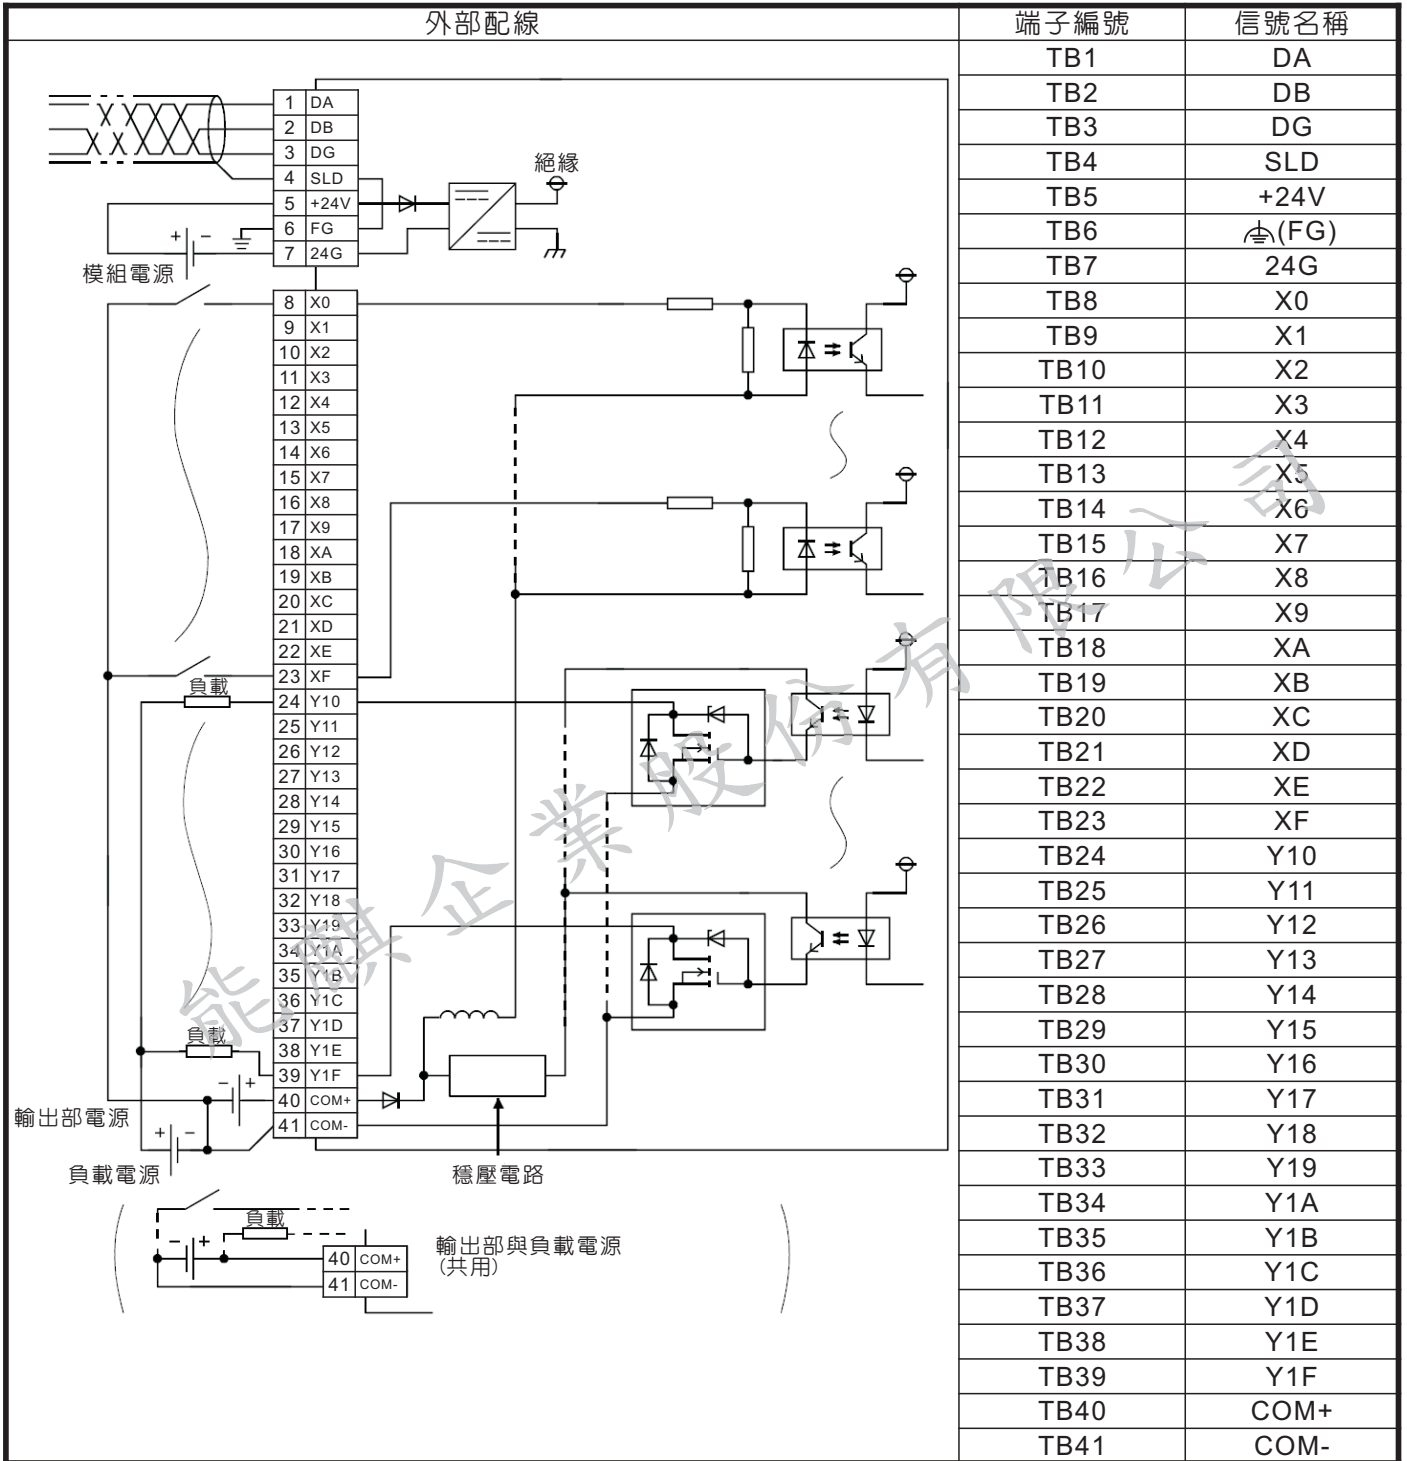 外部配線 端子編號 信號名稱
TB1 DA
TB2 DB
TB3 DG
TB4 SLD
TB5 +24V
TB6 (FG)
TB7 24G
TB8 X0
TB9 X1
TB10 X2
TB11 X3
TB12 X4
TB13 X5
TB14 X6
TB15 X7
TB16 X8
TB17 X9
TB18 XA
TB19 XB
TB20 XC
TB21 XD
TB22 XE
TB23 XF
TB24 Y10
TB25 Y11
TB26 Y12
TB27 Y13
TB28 Y14
TB29 Y15
TB30 Y16
TB31 Y17
TB32 Y18
TB33 Y19
TB34 Y1A
TB35 Y1B
TB36 Y1C
TB37 Y1D
TB38 Y1E
TB39 Y1F
TB40 COM+
TB41 COM-
1 DA
2 DB
3 DG
4 SLD
5 +24V
6 FG
7 24G
絕緣
+ -
模組電源
8 X0
9 X1
10 X2
11 X3
12 X4
13 X5
14 X6
15 X7
16 X8
17 X9
18 XA
19 XB
20 XC
21 XD
22 XE
23 XF
負載
24 Y10
25 Y11
26 Y12
27 Y13
28 Y14
29 Y15
30 Y16
31 Y17
32 Y18
33 Y19
34 Y1A
35 Y1B
36 Y1C
37 Y1D
負載
38 Y1E
39 Y1F
- +
40 COM+
輸出部電源
41 COM-
+ -
負載電源
穩壓電路
負載
- +
40 COM+
41 COM-
輸出部與負載電源
(共用)
能麒企業股份有限公司